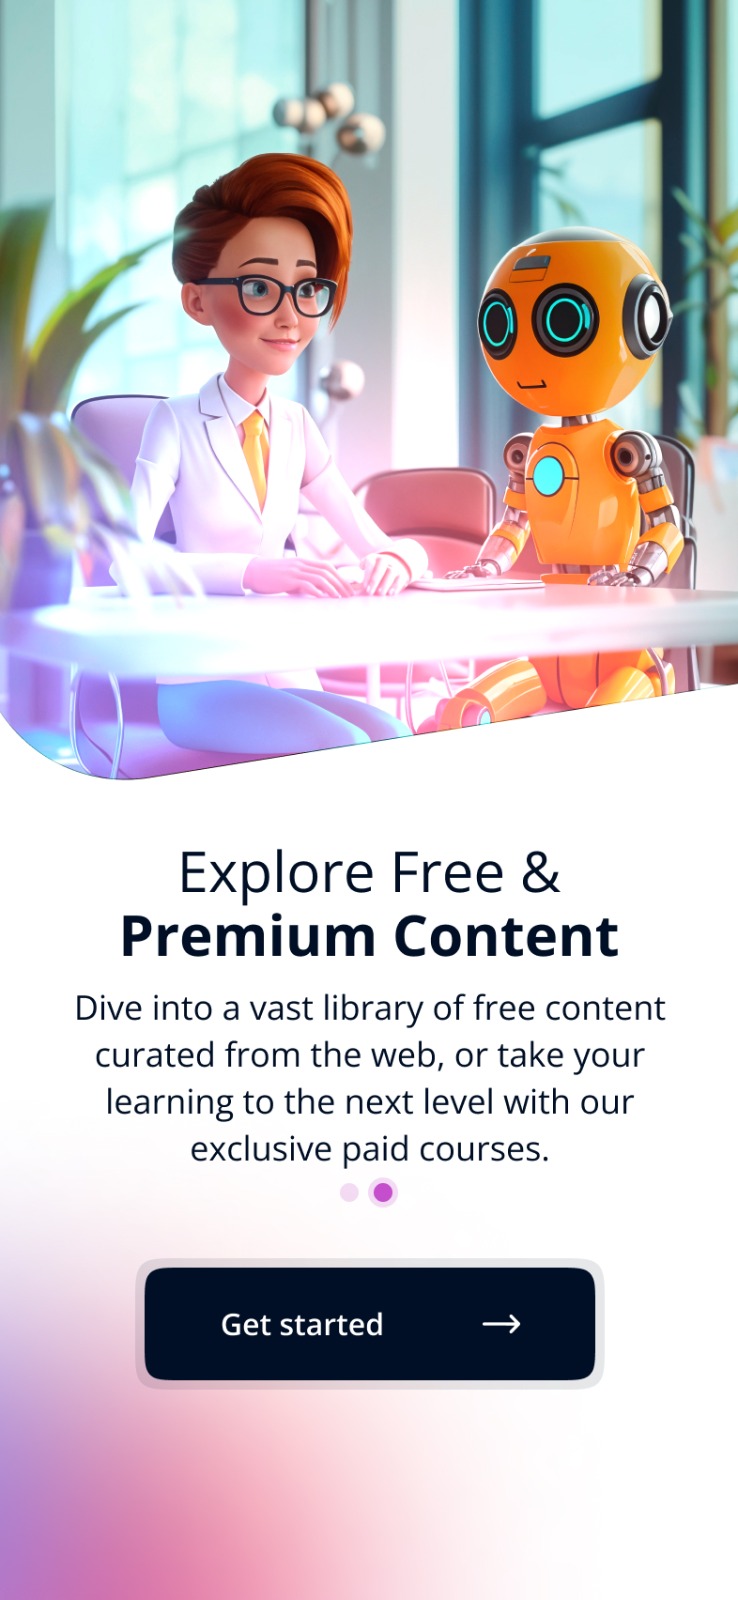 Explore Free &
Premium Content
Dive into a vast library of free content
curated from the web, or take your
learning to the next level with our
exclusive paid courses.
Get started